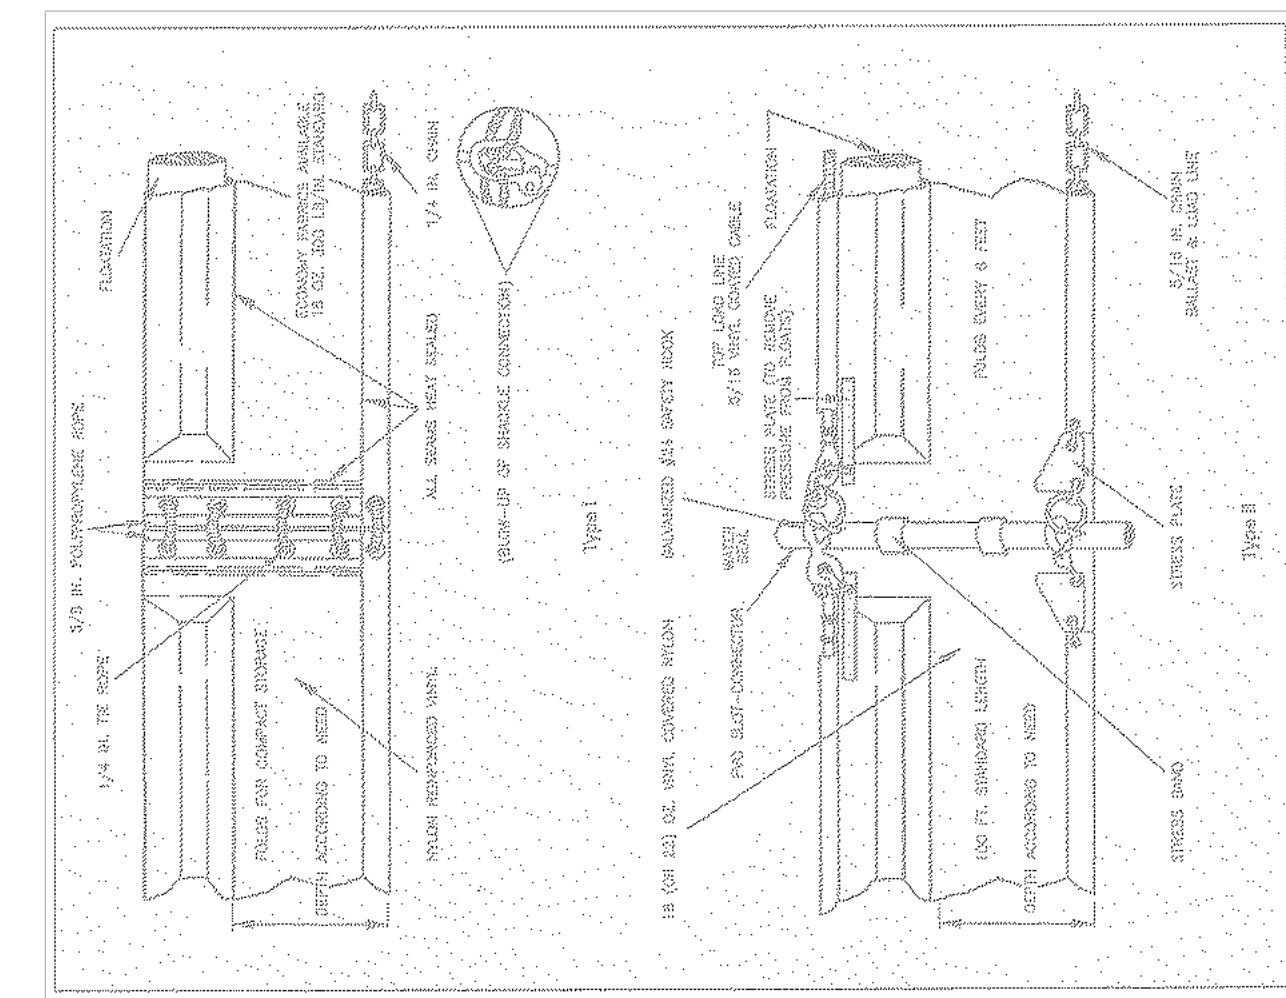 5/8 IN. POLYPROPYLENE ROPE
FLOATATION
1/4 IN. TIE ROPE
ECONOMY FABRICS AVAILABLE
18 OZ. 300 LB/IN. STANDARD
FOLDS FOR COMPACT STORAGE
DEPTH ACCORDING TO NEED
1/4 IN. CHAIN
ALL SEAMS HEAT SEALED
NYLON REINFORCED VINYL
(BLOW-UP OF SHACKLE CONNECTION)
Type I
GALVANIZED SAFETY HOOK
18 (OR 22) OZ. VINYL COVERED NYLON
TOP LOAD LINE
5/16 VINYL COATED CABLE
WATER
SEAL
PVC SLOT-CONNECTOR
FLOATATION
STRESS PLATE (TO REMOVE
PRESSURE FROM FLOATS)
FOLDS EVERY 6 FEET
100 FT. STANDARD LENGTH
DEPTH ACCORDING TO NEED
5/16 IN. CHAIN
BALLAST & LOAD LINE
STRESS PLATE
STRESS BAND
Type II